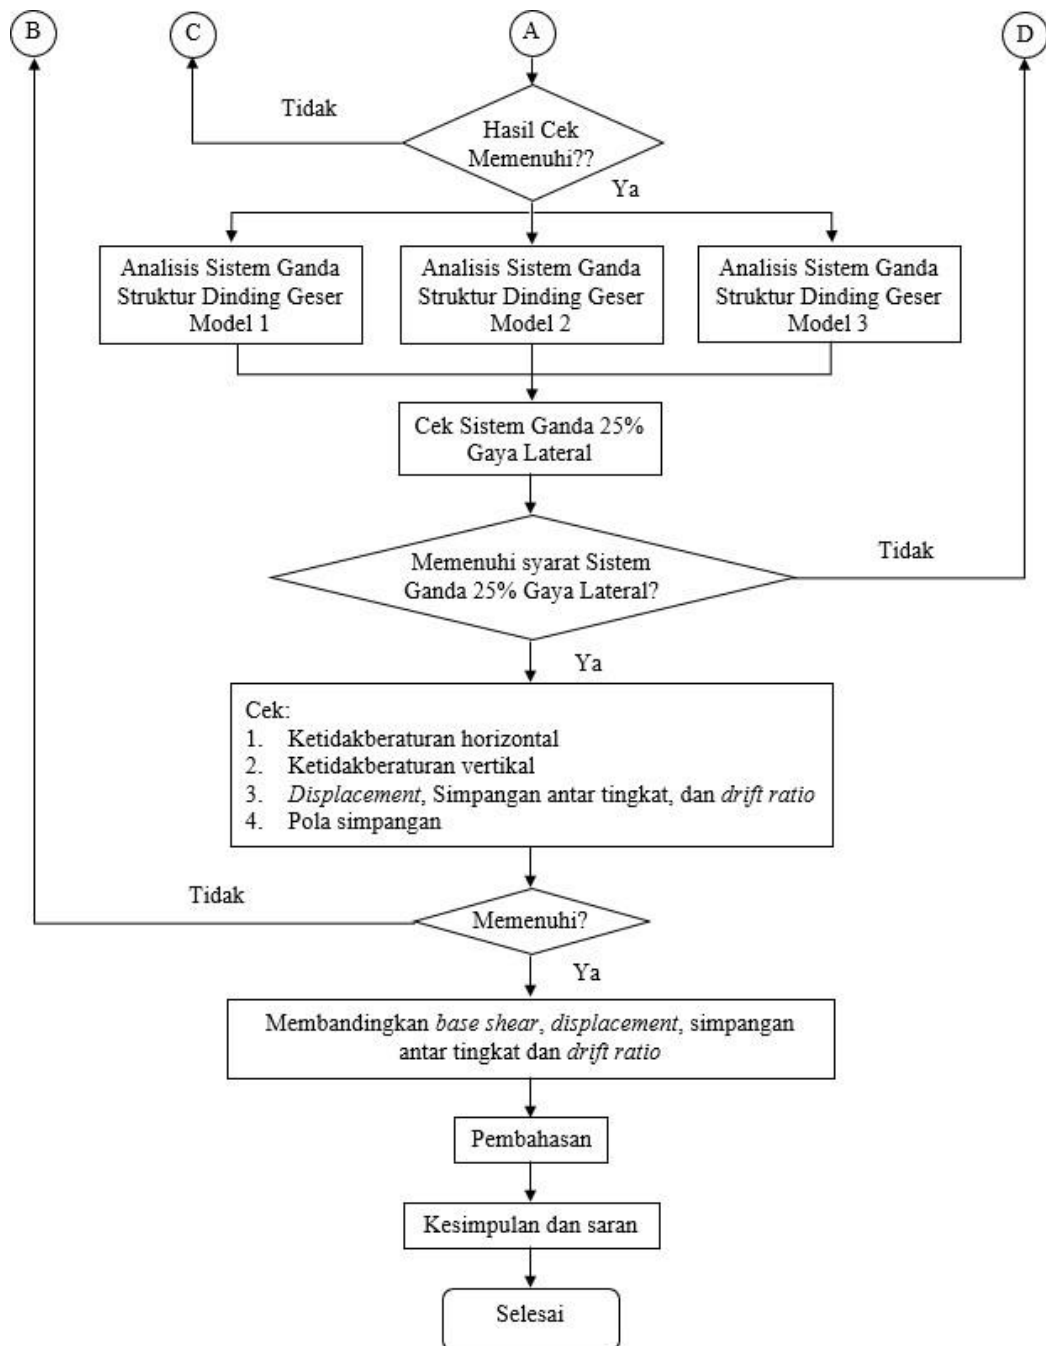 B
C
A
D
Tidak
Hasil Cek
Memenuhi??
Ya
Analisis Sistem Ganda
Struktur Dinding Geser
Model 1
Analisis Sistem Ganda
Struktur Dinding Geser
Model 2
Analisis Sistem Ganda
Struktur Dinding Geser
Model 3
Cek Sistem Ganda 25%
Gaya Lateral
Memenuhi syarat Sistem
Ganda 25% Gaya Lateral?
Tidak
Ya
Cek:
1. Ketidakberaturan horizontal
2. Ketidakberaturan vertikal
3. Displacement, Simpangan antar tingkat, dan drift ratio
4. Pola simpangan
Tidak
Memenuhi?
Ya
Membandingkan base shear, displacement, simpangan
antar tingkat dan drift ratio
Pembahasan
Kesimpulan dan saran
Selesai